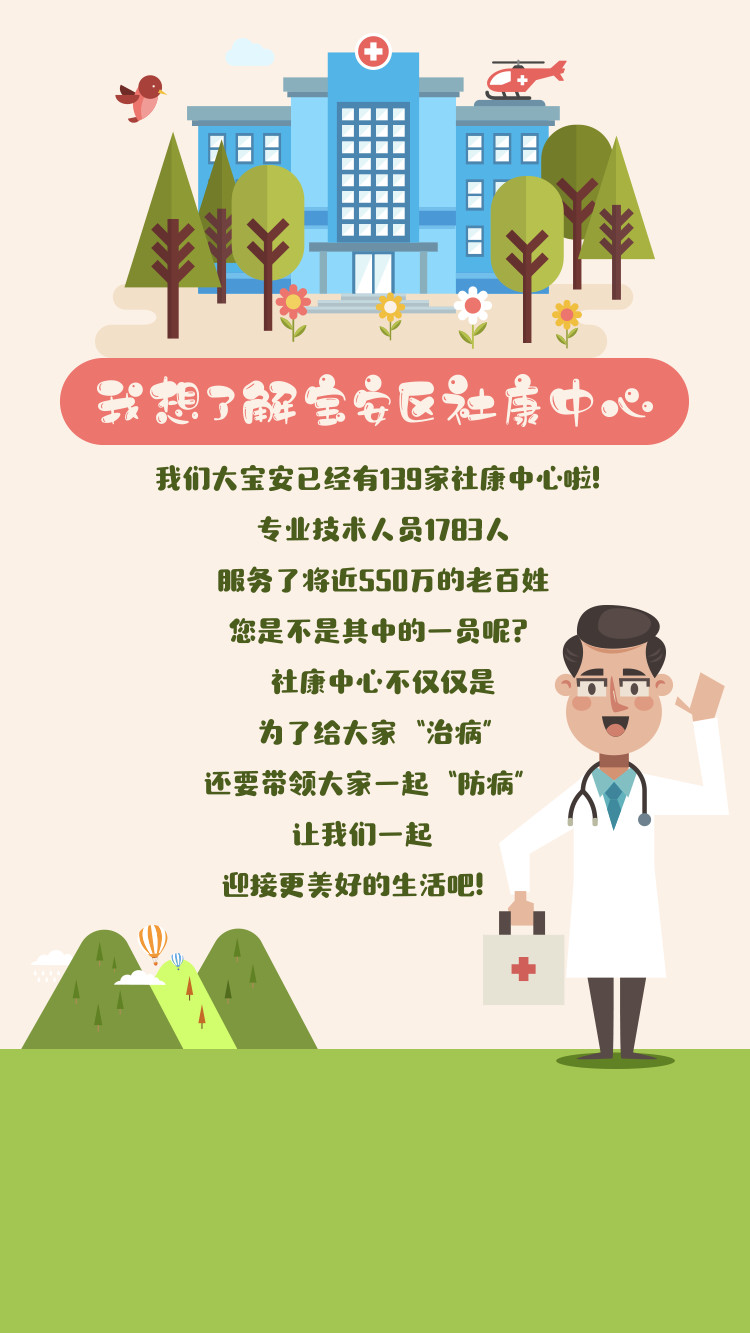 我想了解宝安区社康中心
我们大宝安已经有139家社康中心啦!
专业技术人员1783人
服务了将近550万的老百姓
您是不是其中的一员呢?
社康中心不仅仅是
为了给大家“治病”
还要带领大家一起“防病”
让我们一起
迎接更美好的生活吧!